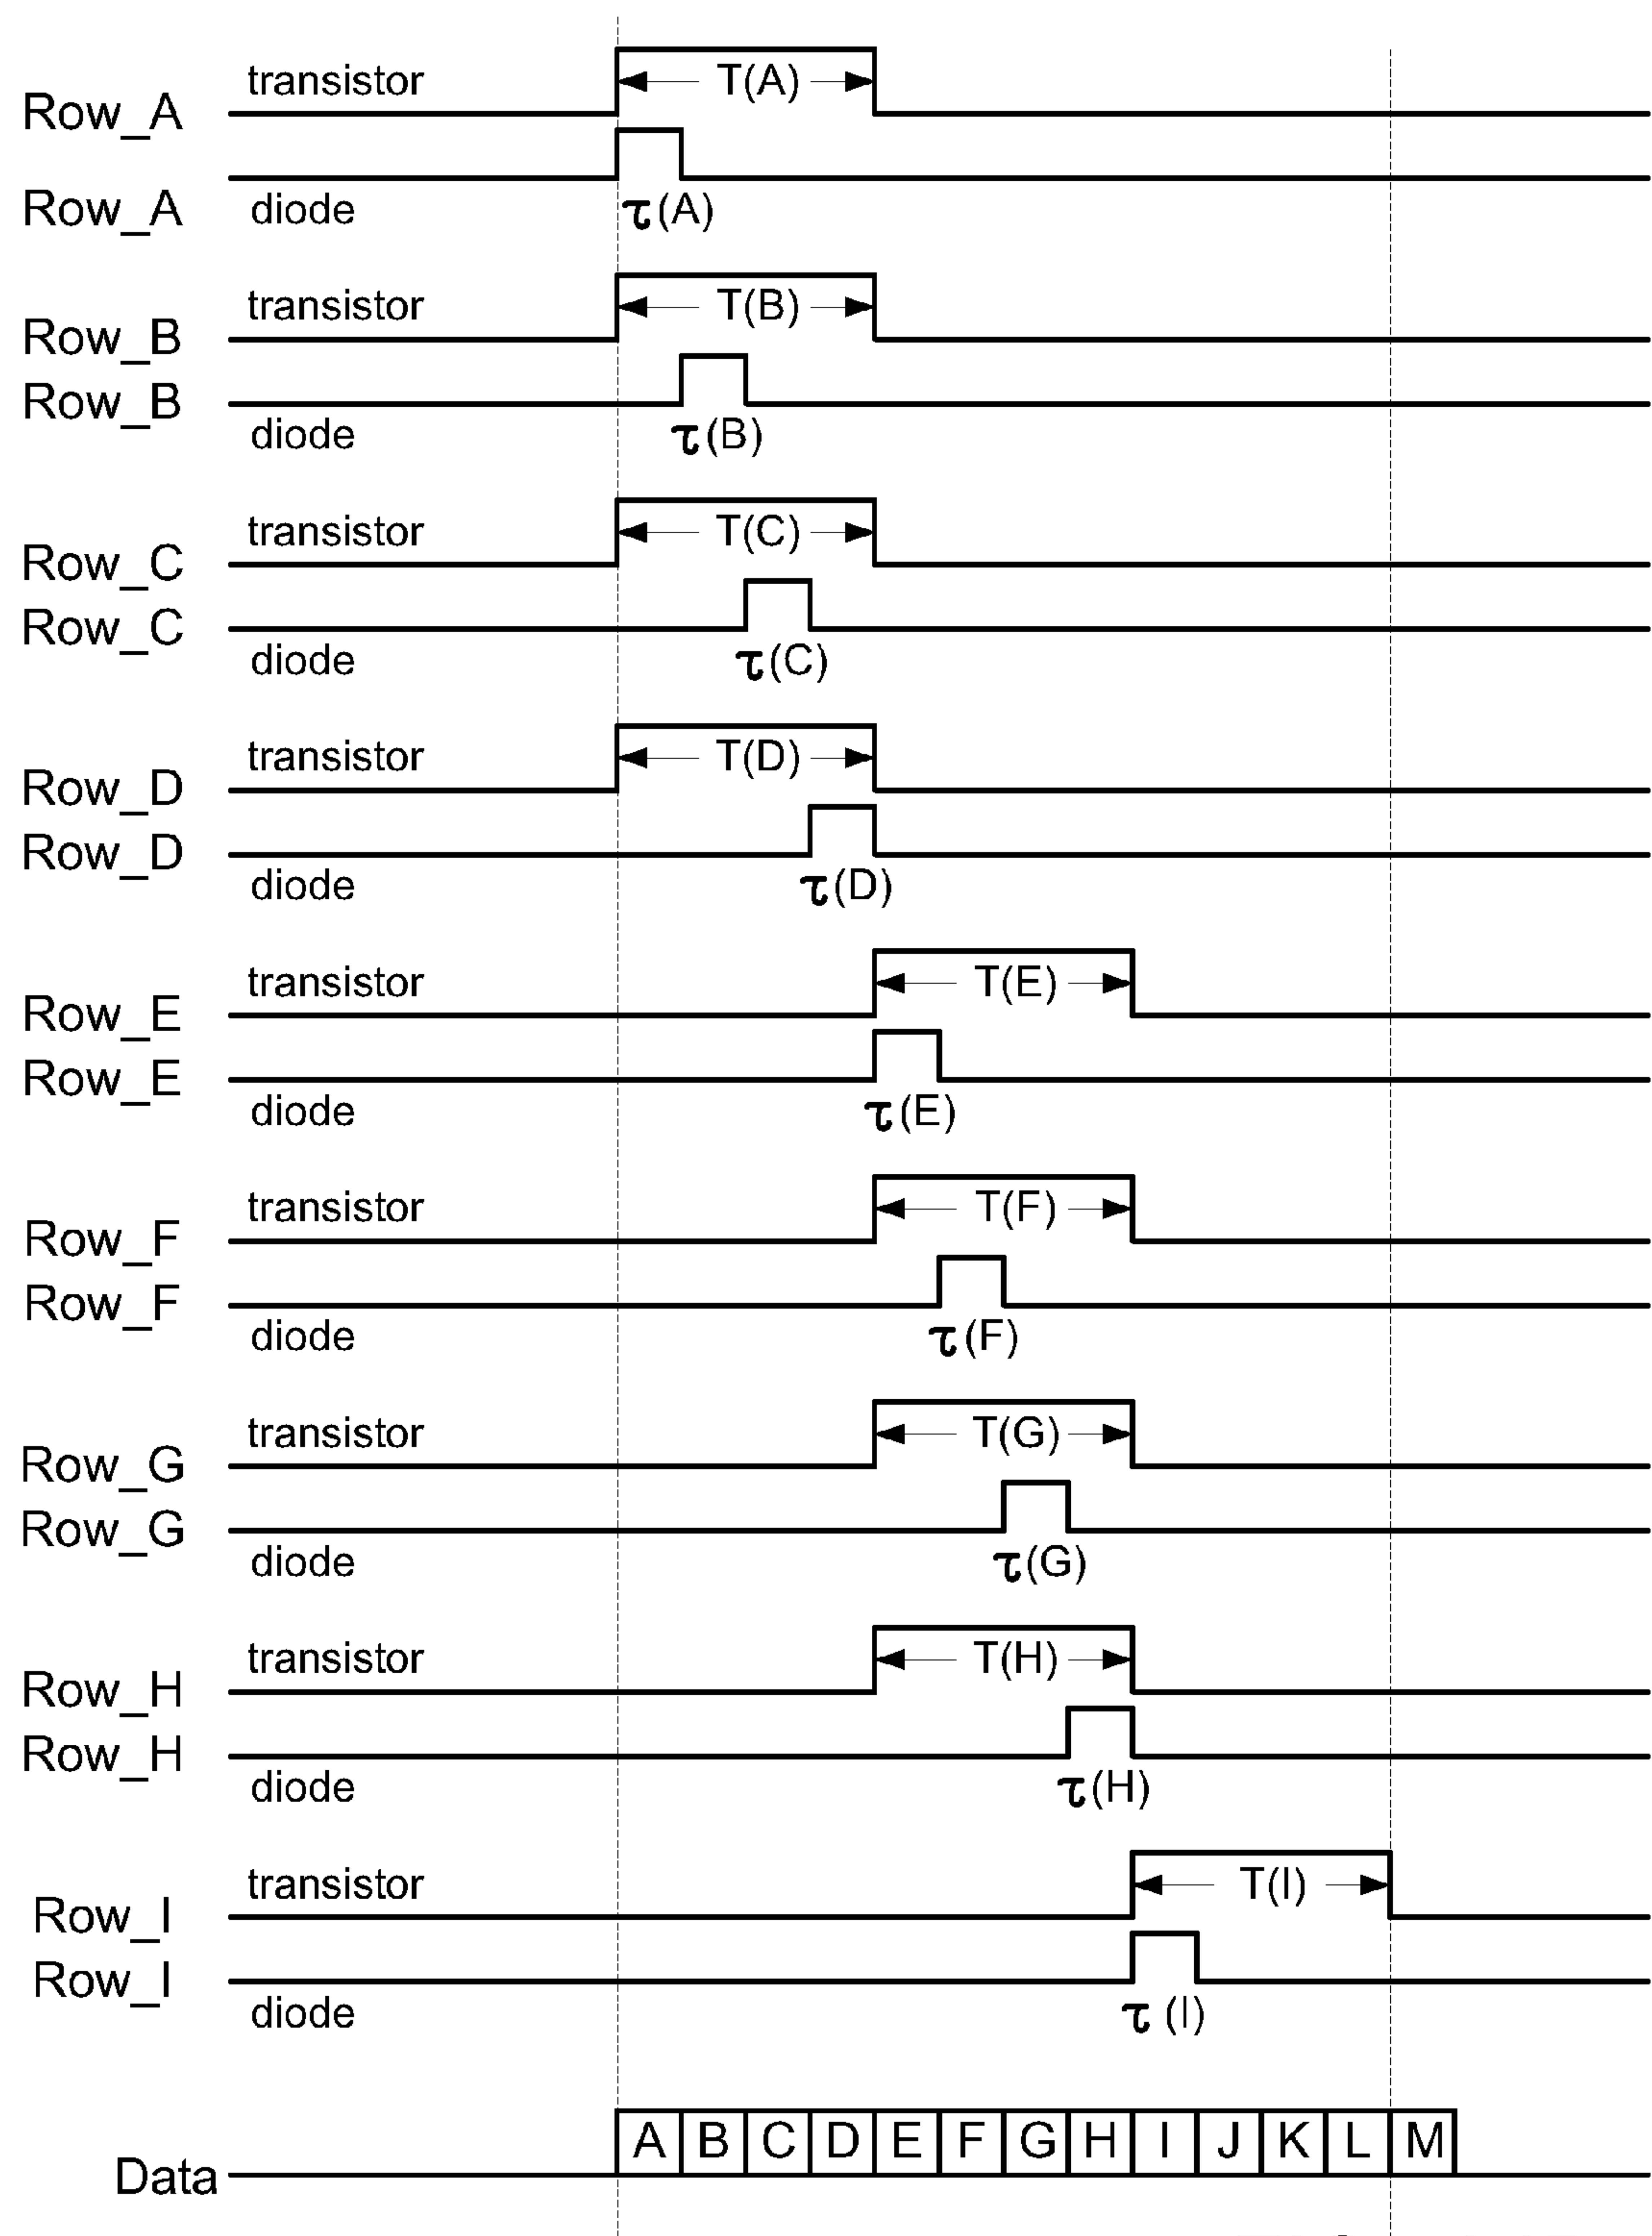 transistor
T(A)
Row_A
Row_A
diode
τ(A)
transistor
T(B)
Row_B
Row_B
diode
τ(B)
transistor
T(C)
Row_C
Row_C
diode
τ(C)
transistor
T(D)
Row_D
Row_D
diode
τ(D)
transistor
T(E)
Row_E
Row_E
diode
τ(E)
transistor
T(F)
Row_F
Row_F
diode
τ(F)
transistor
T(G)
Row_G
Row_G
diode
τ(G)
transistor
T(H)
Row_H
Row_H
diode
τ(H)
transistor
T(I)
Row_I
Row_I
diode
τ (I)
A B C D E F G H I J K L M
Data